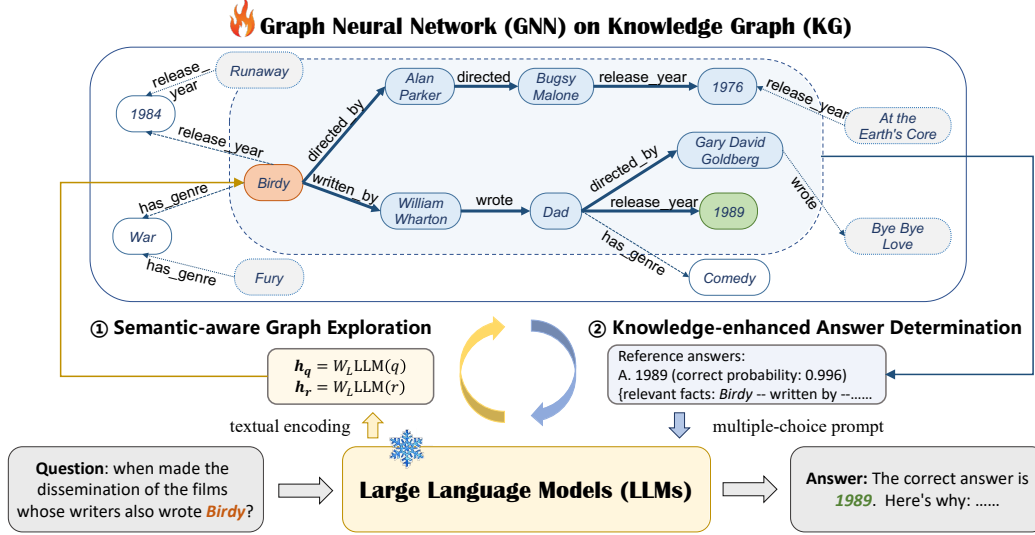 Graph Neural Network (GNN) on Knowledge Graph (KG)
Runaway
release_
year
1984
release_year
Birdy
directed_by
Alan
Parker
directed
Bugsy
Malone
release_year
1976
release_year
At the
Earth's Core
written_by
William
Wharton
wrote
Dad
directed_by
Gary David
Goldberg
wrote
Bye Bye
Love
release_year
1989
has_genre
Comedy
has_genre
War
has_genre
Fury
① Semantic-aware Graph Exploration
② Knowledge-enhanced Answer Determination
h_q = W_L LLM(q)
h_r = W_L LLM(r)
Reference answers:
A. 1989 (correct probability: 0.996)
{relevant facts: Birdy -- written by --......
textual encoding
multiple-choice prompt
Question: when made the
dissemination of the films
whose writers also wrote Birdy?
Large Language Models (LLMs)
Answer: The correct answer is
1989. Here's why: ......